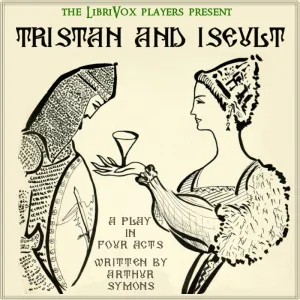 the LibriVox players present
TRISTAN AND ISEULT
A PLAY
IN
FOUR ACTS
WRITTEN BY
ARTHUR
SYMONS